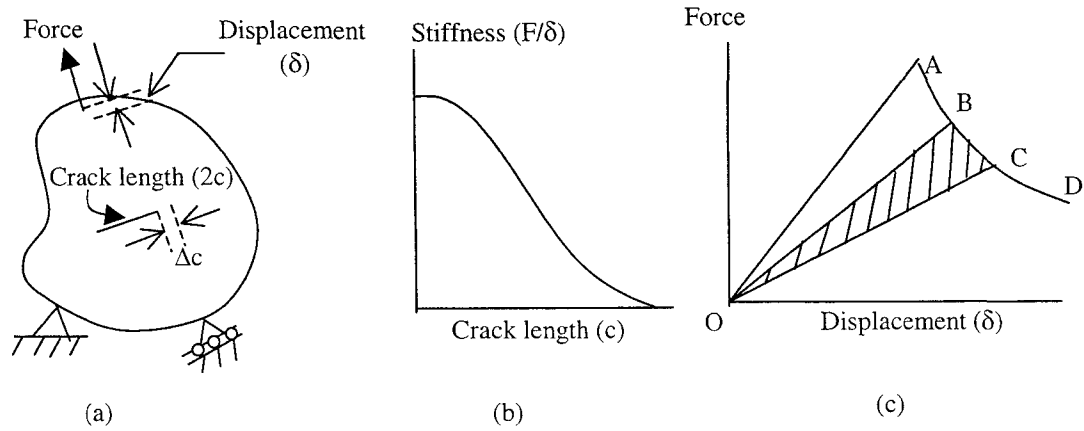 Force
Displacement
(δ)
Crack length (2c)
Δc
(a)
Stiffness (F/δ)
Crack length (c)
(b)
Force
A
B
C
D
O
Displacement (δ)
(c)